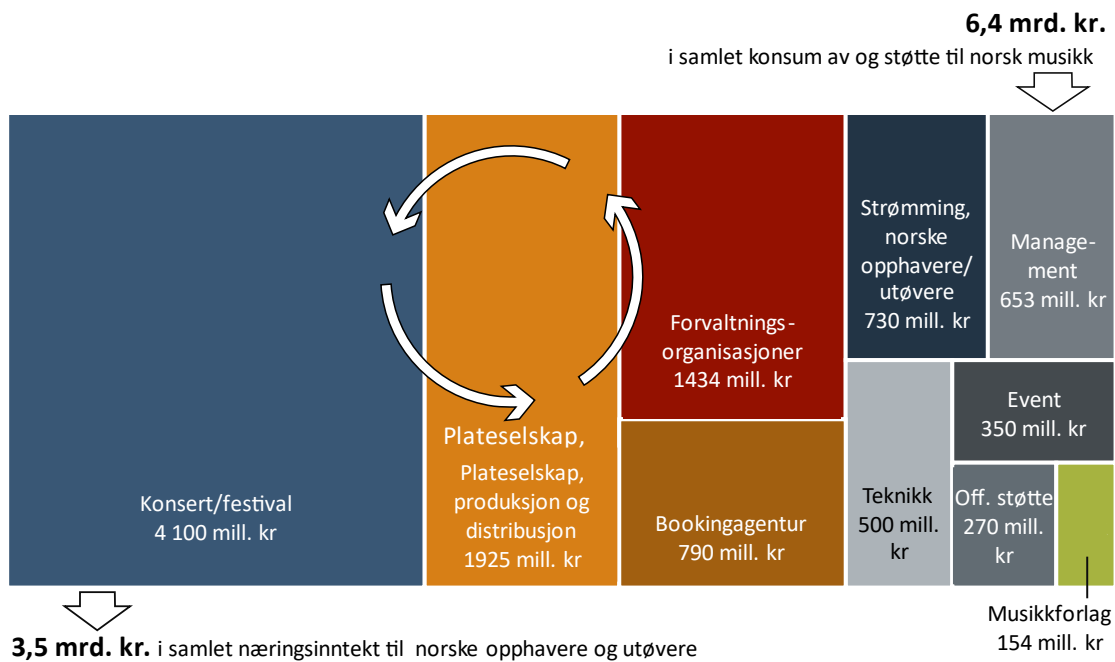 6,4 mrd. kr.
i samlet konsum av og støtte til norsk musikk
Konsert/festival
4 100 mill. kr
Plateselskap,
Plateselskap,
produksjon og
distribusjon
1925 mill. kr
Forvaltnings-
organisasjoner
1434 mill. kr
Bookingagentur
790 mill. kr
Strømming,
norske
opphavere/
utøvere
730 mill. kr
Manage-
ment
653 mill. kr
Teknikk
500 mill.
kr
Event
350 mill. kr
Off. støtte
270 mill.
kr
Musikkforlag
154 mill. kr
3,5 mrd. kr. i samlet næringsinntekt til norske opphavere og utøvere